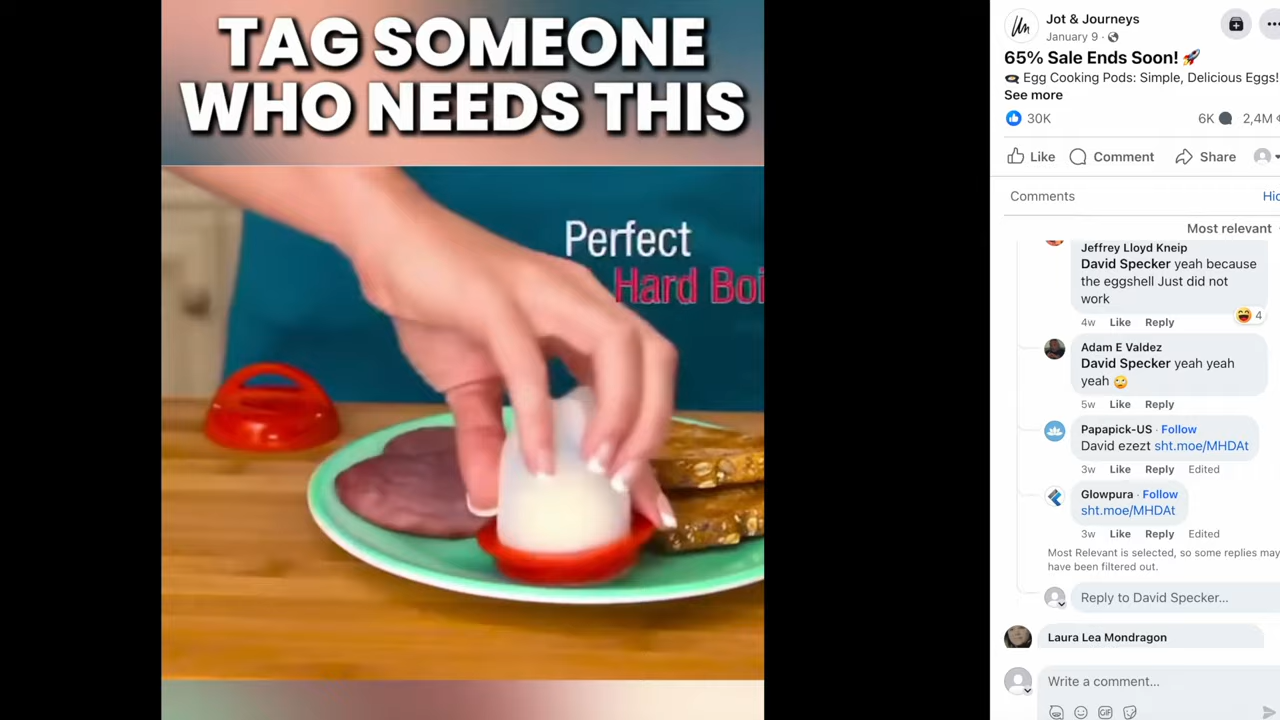 TAG SOMEONE
WHO NEEDS THIS
Perfect
Hard Boi
Jot & Journeys
January 9 ·
65% Sale Ends Soon! 🚀
🍳 Egg Cooking Pods: Simple, Delicious Eggs!
See more
30K
6K
2,4M
Like
Comment
Share
Comments
Hid
Most relevant
Jeffrey Lloyd Kneip
David Specker yeah because
the eggshell Just did not
work
4
4w Like Reply
Adam E Valdez
David Specker yeah yeah
yeah 🙄
5w Like Reply
Papapick-US · Follow
David ezezt sht.moe/MHDAt
3w Like Reply Edited
Glowpura · Follow
sht.moe/MHDAt
3w Like Reply Edited
Most Relevant is selected, so some replies may
have been filtered out.
Reply to David Specker...
Laura Lea Mondragon
Write a comment...
GIF